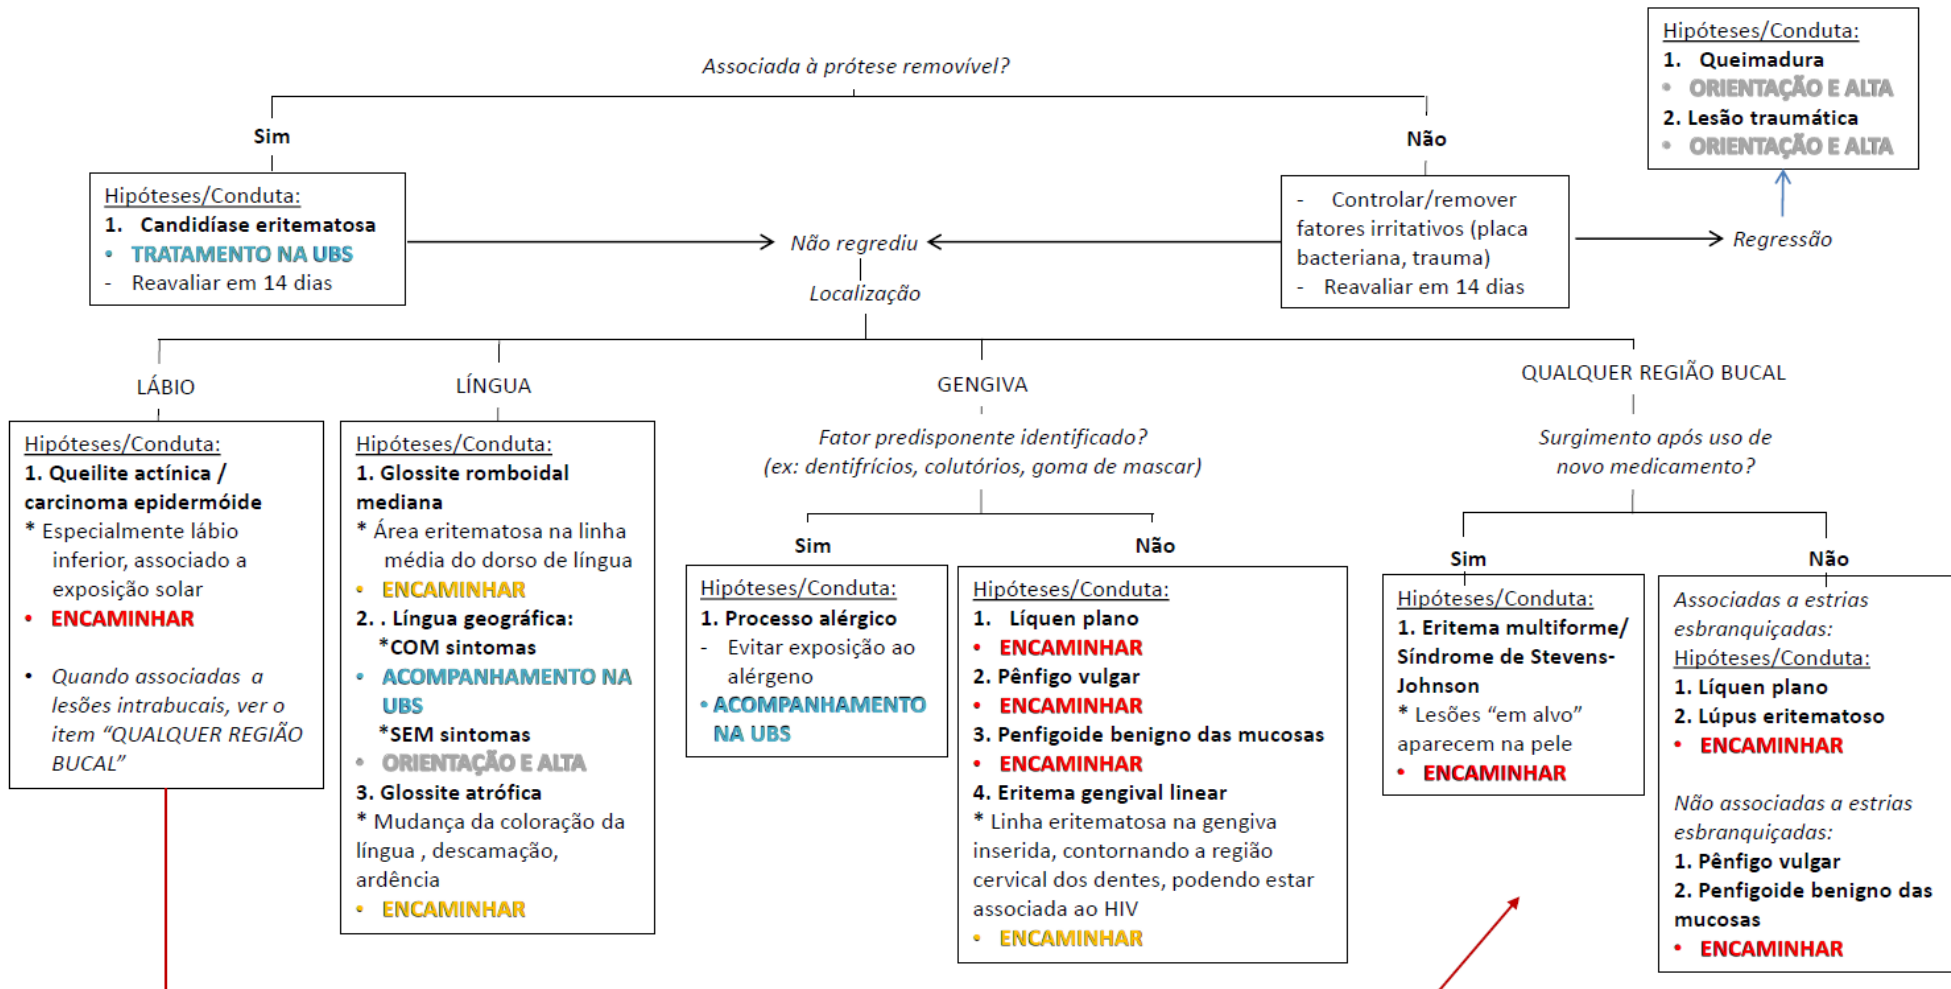 Associada à prótese removível?
Sim
Não
Hipóteses/Conduta:
1. Queimadura
• ORIENTAÇÃO E ALTA
2. Lesão traumática
• ORIENTAÇÃO E ALTA
Hipóteses/Conduta:
1. Candidíase eritematosa
• TRATAMENTO NA UBS
- Reavaliar em 14 dias
Não regrediu
- Controlar/remover
fatores irritativos (placa
bacteriana, trauma)
- Reavaliar em 14 dias
Regressão
Localização
LÁBIO
Hipóteses/Conduta:
1. Queilite actínica /
carcinoma epidermóide
* Especialmente lábio
inferior, associado a
exposição solar
• ENCAMINHAR
• Quando associadas a
lesões intrabucais, ver o
item “QUALQUER REGIÃO
BUCAL”
LÍNGUA
Hipóteses/Conduta:
1. Glossite romboidal
mediana
* Área eritematosa na linha
média do dorso de língua
• ENCAMINHAR
2. . Língua geográfica:
*COM sintomas
• ACOMPANHAMENTO NA
UBS
*SEM sintomas
• ORIENTAÇÃO E ALTA
3. Glossite atrófica
* Mudança da coloração da
língua , descamação,
ardência
• ENCAMINHAR
GENGIVA
Fator predisponente identificado?
(ex: dentifrícios, colutórios, goma de mascar)
Sim
Hipóteses/Conduta:
1. Processo alérgico
- Evitar exposição ao
alérgeno
• ACOMPANHAMENTO
NA UBS
Não
Hipóteses/Conduta:
1. Líquen plano
• ENCAMINHAR
2. Pênfigo vulgar
• ENCAMINHAR
3. Penfigoide benigno das mucosas
• ENCAMINHAR
4. Eritema gengival linear
* Linha eritematosa na gengiva
inserida, contornando a região
cervical dos dentes, podendo estar
associada ao HIV
• ENCAMINHAR
QUALQUER REGIÃO BUCAL
Surgimento após uso de
novo medicamento?
Sim
Hipóteses/Conduta:
1. Eritema multiforme/
Síndrome de Stevens-
Johnson
* Lesões “em alvo”
aparecem na pele
• ENCAMINHAR
Não
Associadas a estrias
esbranquiçadas:
Hipóteses/Conduta:
1. Líquen plano
2. Lúpus eritematoso
• ENCAMINHAR
Não associadas a estrias
esbranquiçadas:
1. Pênfigo vulgar
2. Penfigoide benigno das
mucosas
• ENCAMINHAR